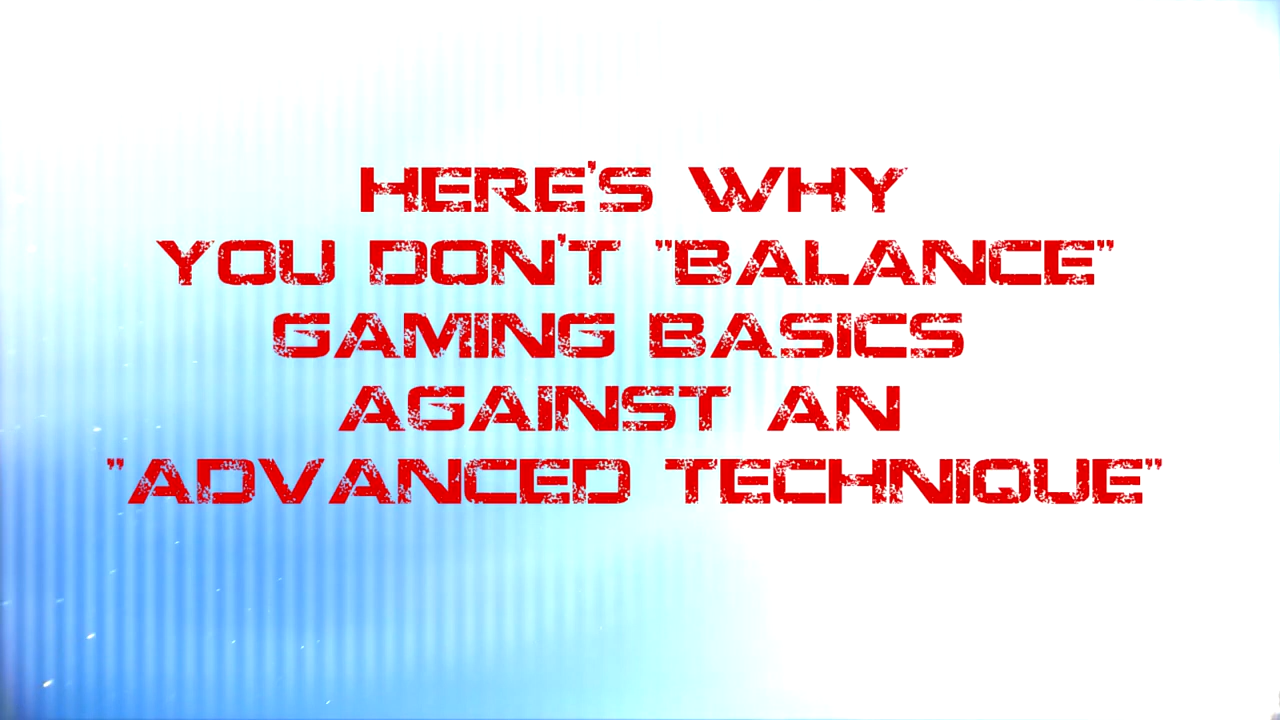 HERE'S WHY
YOU DON'T "BALANCE"
GAMING BASICS
AGAINST AN
"ADVANCED TECHNIQUE"